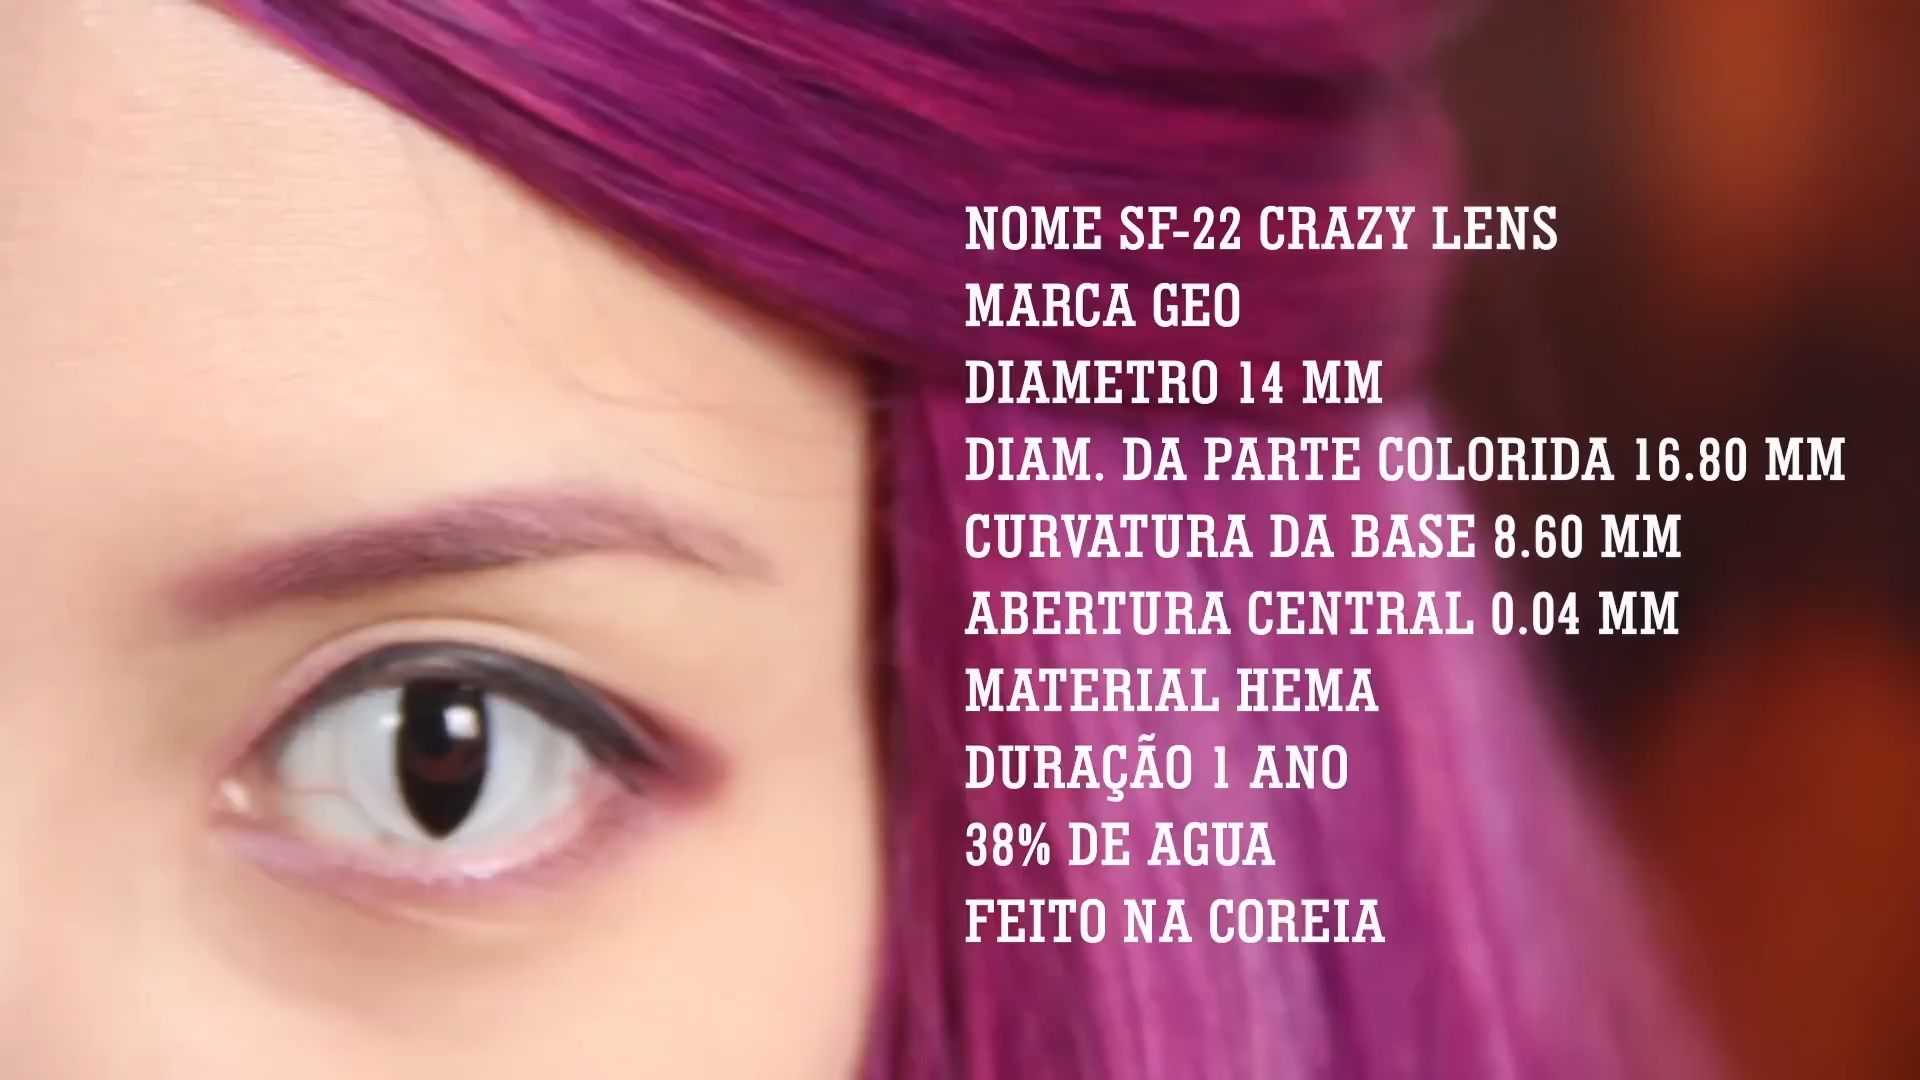 NOME SF-22 CRAZY LENS
MARCA GEO
DIAMETRO 14 MM
DIAM. DA PARTE COLORIDA 16.80 MM
CURVATURA DA BASE 8.60 MM
ABERTURA CENTRAL 0.04 MM
MATERIAL HEMA
DURAÇÃO 1 ANO
38% DE AGUA
FEITO NA COREIA